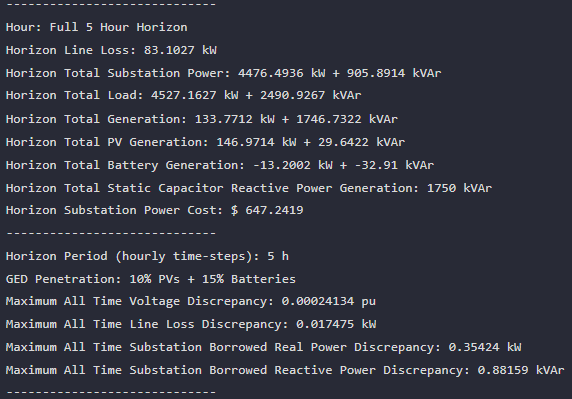 -----------------------------
Hour: Full 5 Hour Horizon
Horizon Line Loss: 83.1027 kW
Horizon Total Substation Power: 4476.4936 kW + 905.8914 kVAr
Horizon Total Load: 4527.1627 kW + 2490.9267 kVAr
Horizon Total Generation: 133.7712 kW + 1746.7322 kVAr
Horizon Total PV Generation: 146.9714 kW + 29.6422 kVAr
Horizon Total Battery Generation: -13.2002 kW + -32.91 kVAr
Horizon Total Static Capacitor Reactive Power Generation: 1750 kVAr
Horizon Substation Power Cost: $ 647.2419
-----------------------------
Horizon Period (hourly time-steps): 5 h
GED Penetration: 10% PVs + 15% Batteries
Maximum All Time Voltage Discrepancy: 0.00024134 pu
Maximum All Time Line Loss Discrepancy: 0.017475 kW
Maximum All Time Substation Borrowed Real Power Discrepancy: 0.35424 kW
Maximum All Time Substation Borrowed Reactive Power Discrepancy: 0.88159 kVAr
-----------------------------